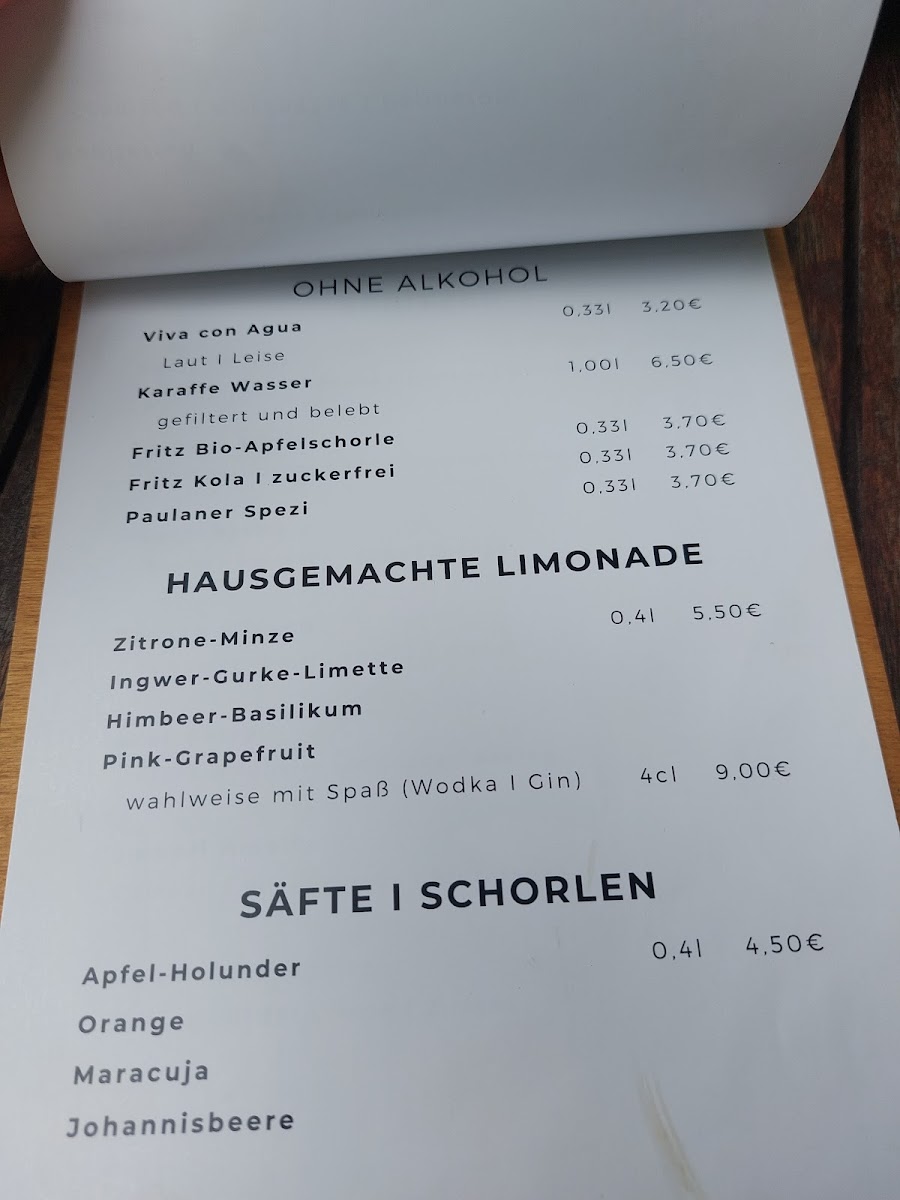 OHNE ALKOHOL
Viva con Agua 0,33l 3,20€
Laut I Leise
Karaffe Wasser 1,00l 6,50€
gefiltert und belebt
Fritz Bio-Apfelschorle 0,33l 3,70€
Fritz Kola I zuckerfrei 0,33l 3,70€
Paulaner Spezi 0,33l 3,70€
HAUSGEMACHTE LIMONADE
Zitrone-Minze 0,4l 5,50€
Ingwer-Gurke-Limette
Himbeer-Basilikum
Pink-Grapefruit
wahlweise mit Spaß (Wodka I Gin) 4cl 9,00€
SÄFTE I SCHORLEN
Apfel-Holunder 0,4l 4,50€
Orange
Maracuja
Johannisbeere